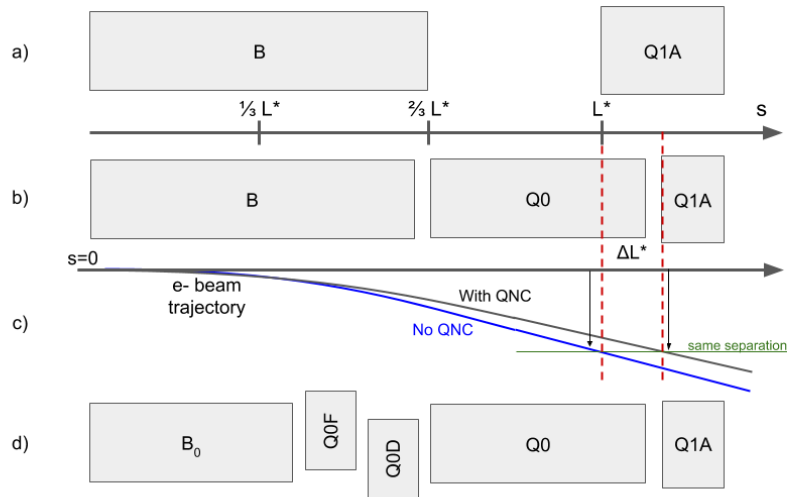 a)
B
Q1A
⅓ L*
⅔ L*
L*
s
b)
B
Q0
Q1A
s=0
ΔL*
e- beam
trajectory
With QNC
c)
No QNC
same separation
d)
B₀
Q0F
Q0D
Q0
Q1A